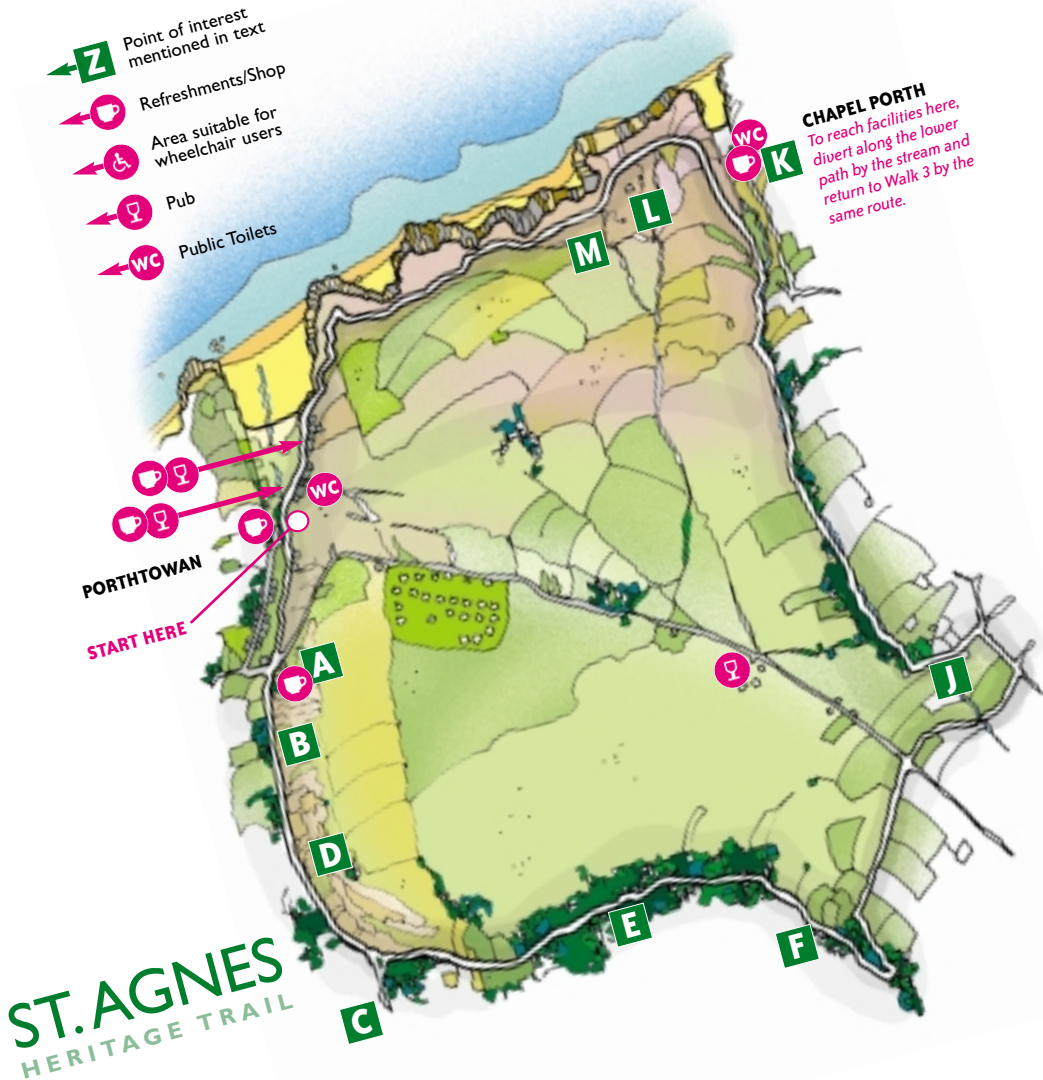 Z
Point of interest
mentioned in text
Refreshments/Shop
Area suitable for
wheelchair users
Pub
WC
Public Toilets
CHAPEL PORTH
To reach facilities here,
divert along the lower
path by the stream and
return to Walk 3 by the
same route.
WC
K
L
M
WC
PORTHTOWAN
START HERE
A
J
B
D
E
F
C
ST. AGNES
HERITAGE TRAIL